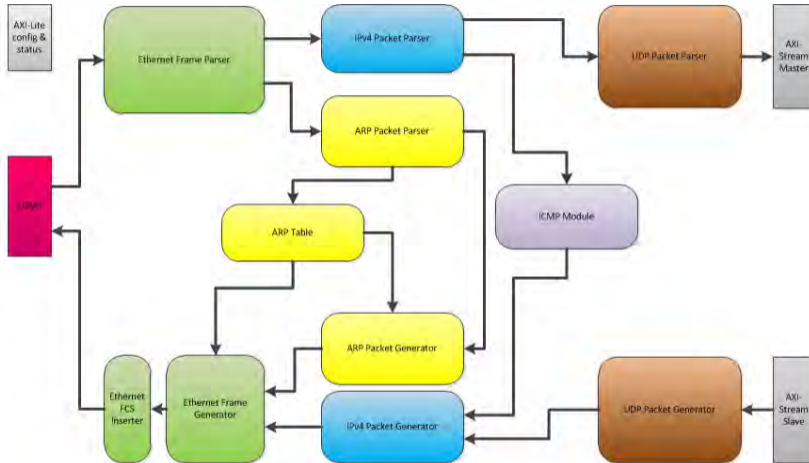 AXI-Lite
config &
status
Ethernet Frame Parser
IPv4 Packet Parser
UDP Packet Parser
AXI-
Stream
Master
ARP Packet Parser
ARP Table
ICMP Module
ARP Packet Generator
Ethernet
FCS
Inserter
Ethernet Frame
Generator
IPv4 Packet Generator
UDP Packet Generator
AXI-
Stream
Slave